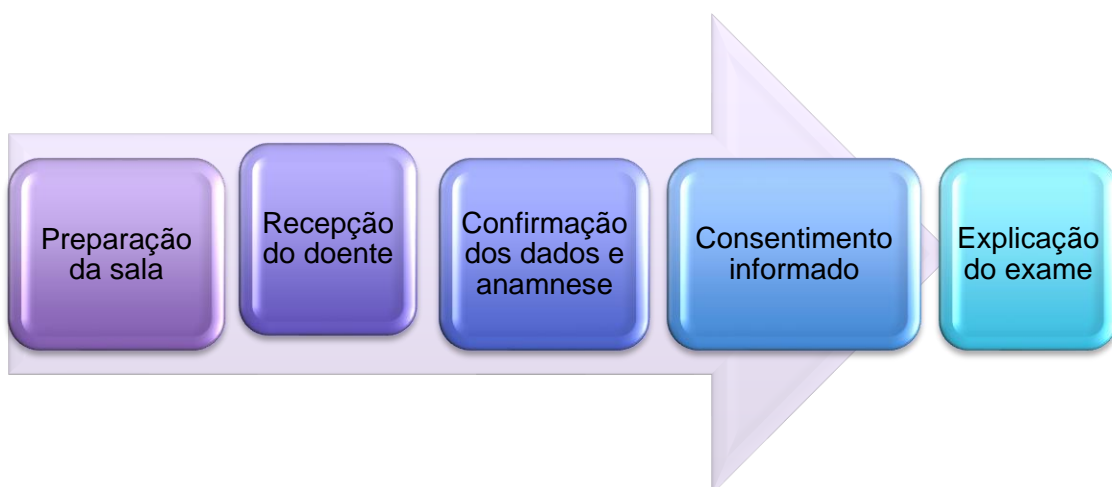 Preparação
da sala
Recepção
do doente
Confirmação
dos dados e
anamnese
Consentimento
informado
Explicação
do exame